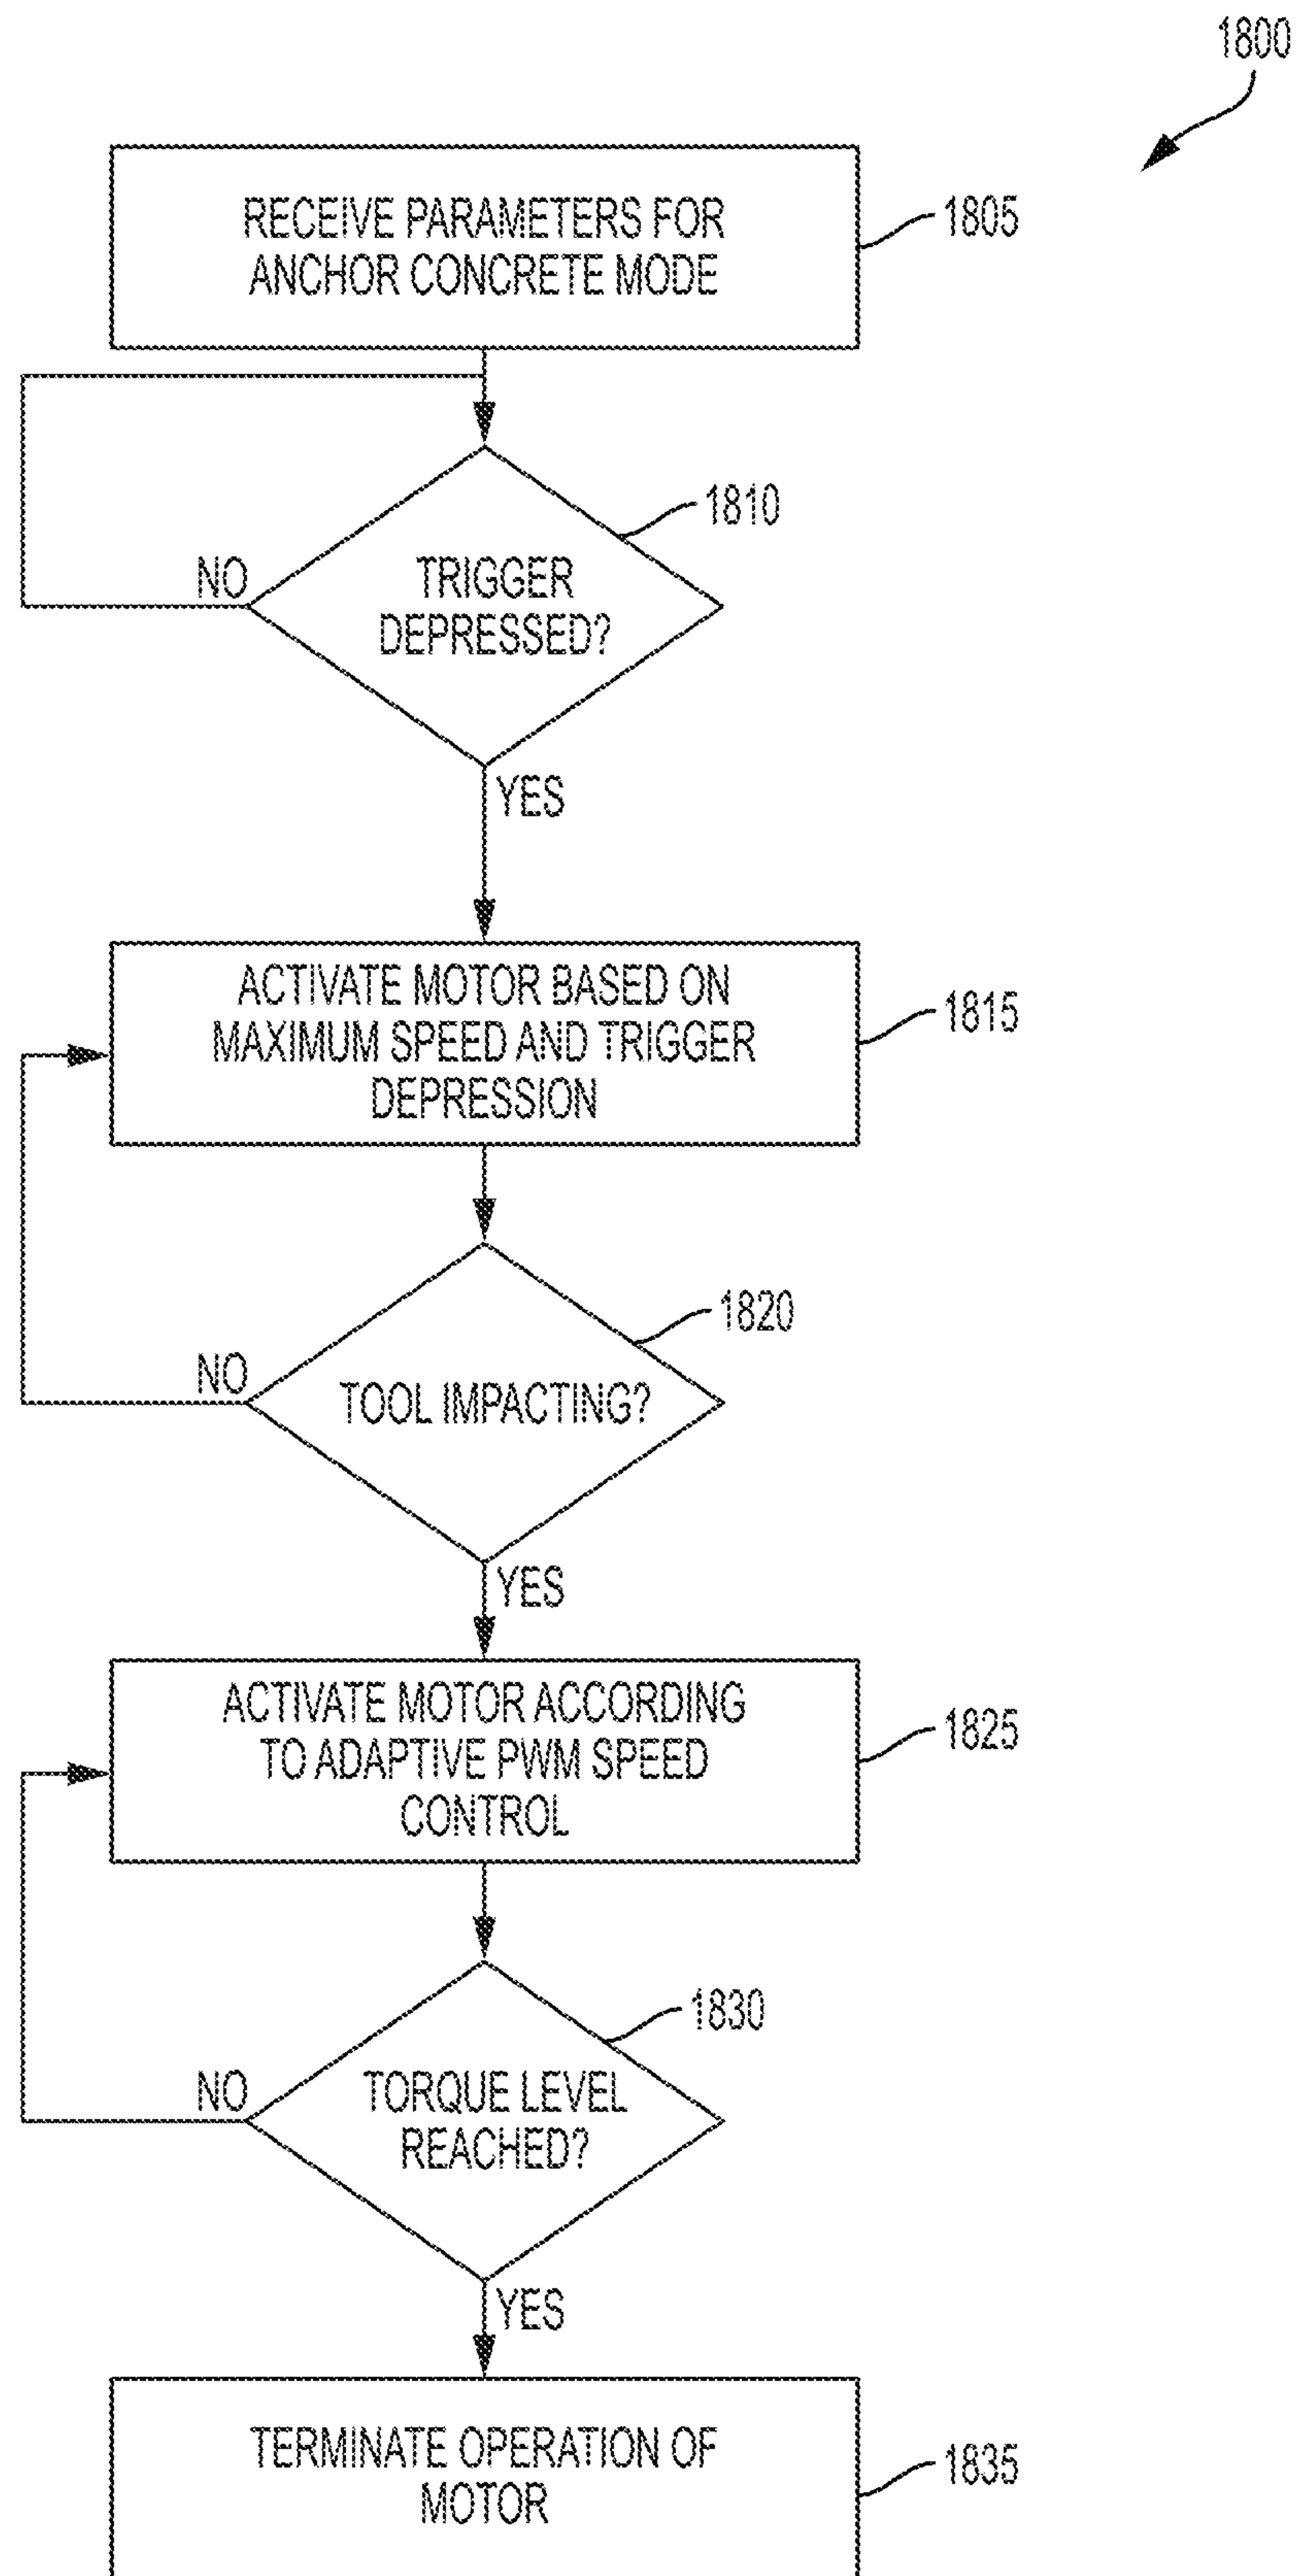 1800
RECEIVE PARAMETERS FOR
ANCHOR CONCRETE MODE
1805
1810
NO
TRIGGER
DEPRESSED?
YES
ACTIVATE MOTOR BASED ON
MAXIMUM SPEED AND TRIGGER
DEPRESSION
1815
1820
NO
TOOL IMPACTING?
YES
ACTIVATE MOTOR ACCORDING
TO ADAPTIVE PWM SPEED
CONTROL
1825
1830
NO
TORQUE LEVEL
REACHED?
YES
TERMINATE OPERATION OF
MOTOR
1835